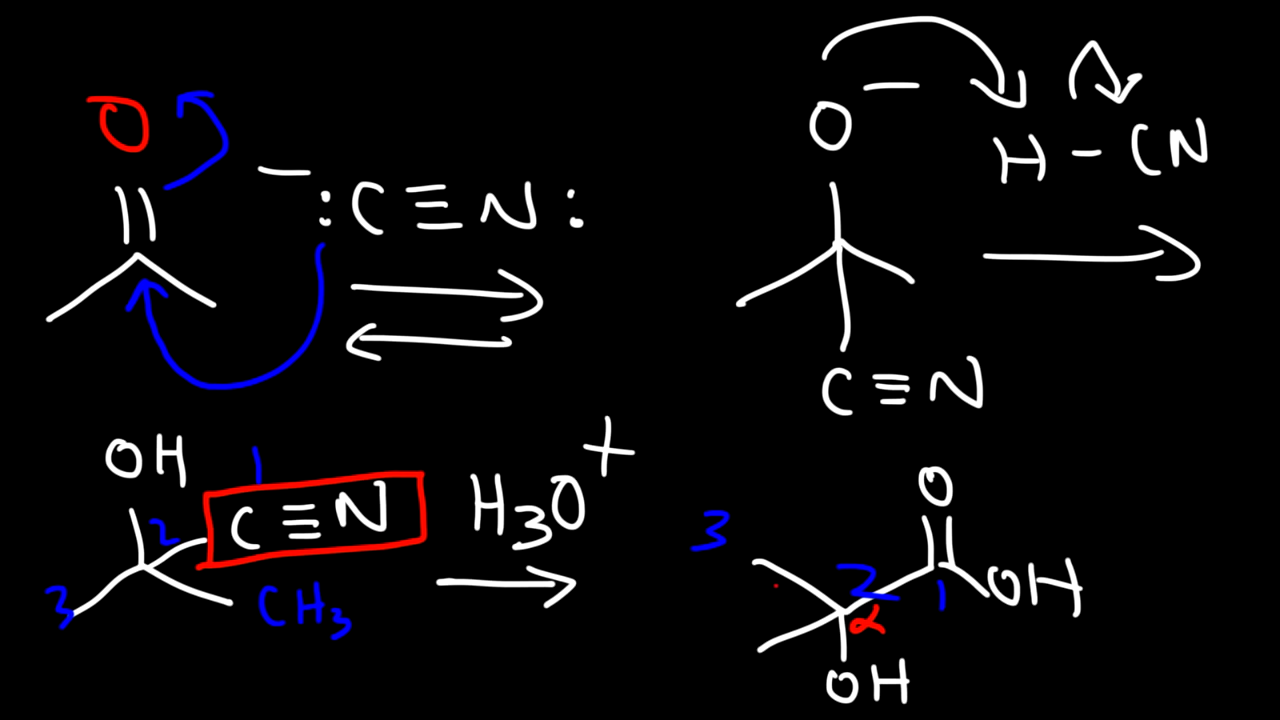 O
− :C≡N:
O −
H − CN
C≡N
OH
1
2 C≡N
3 CH3
H3O+
O
3 2 1 OH
α
OH